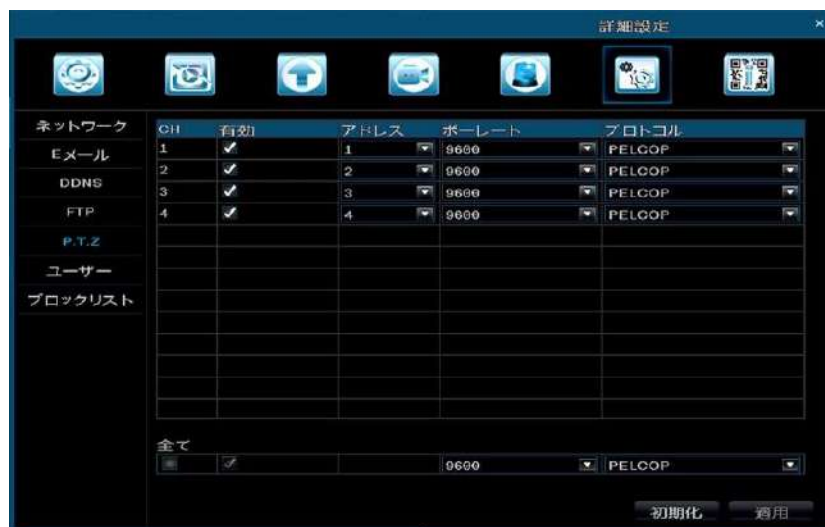 詳細設定 ×
ネットワーク
Eメール
DDNS
FTP
P.T.Z
ユーザー
ブロックリスト
CH 有効 アドレス ボーレート プロトコル
1 1 9600 PELCOP
2 2 9600 PELCOP
3 3 9600 PELCOP
4 4 9600 PELCOP
全て
9600 PELCOP
初期化 適用